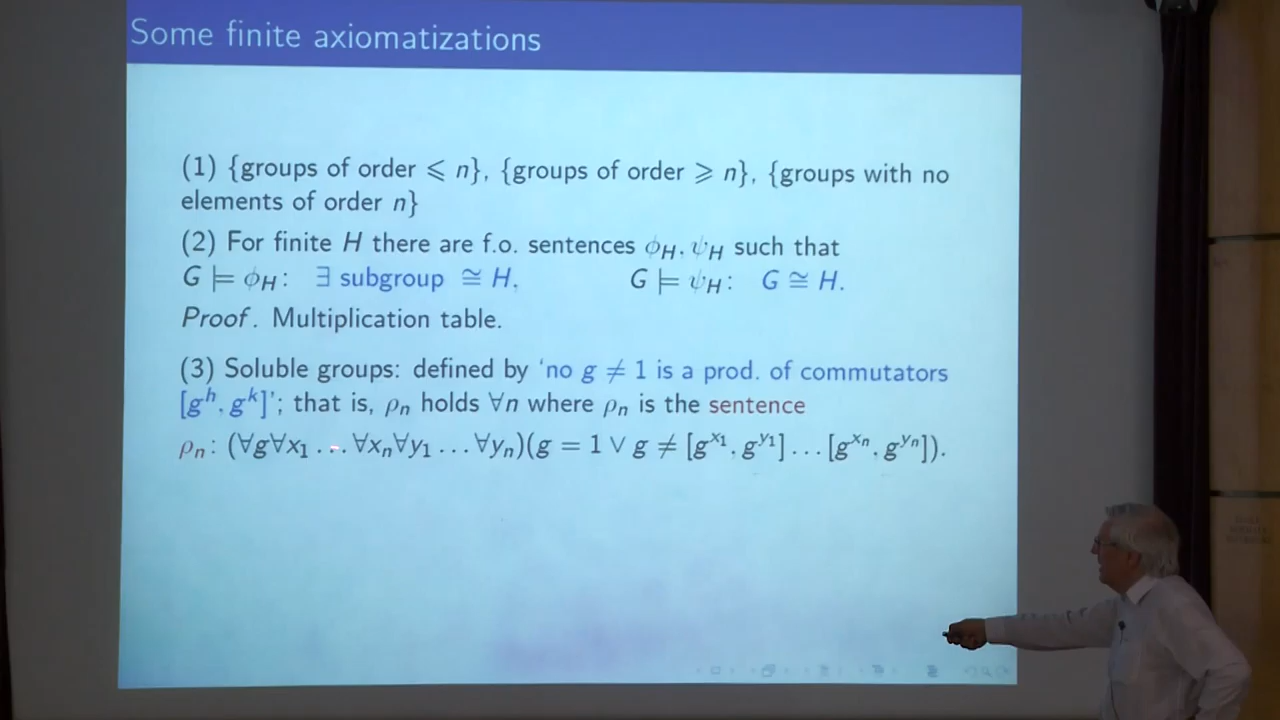 Some finite axiomatizations
(1) {groups of order ⩽ n}, {groups of order ⩾ n}, {groups with no
elements of order n}
(2) For finite H there are f.o. sentences ϕ_H, ψ_H such that
G ⊨ ϕ_H: ∃ subgroup ≅ H, G ⊨ ψ_H: G ≅ H.
Proof. Multiplication table.
(3) Soluble groups: defined by ‘no g ≠ 1 is a prod. of commutators
[g^h, g^k]’; that is, ρ_n holds ∀n where ρ_n is the sentence
ρ_n: (∀g∀x_1 … ∀x_n∀y_1 … ∀y_n)(g = 1 ∨ g ≠ [g^{x_1}, g^{y_1}] … [g^{x_n}, g^{y_n}]).